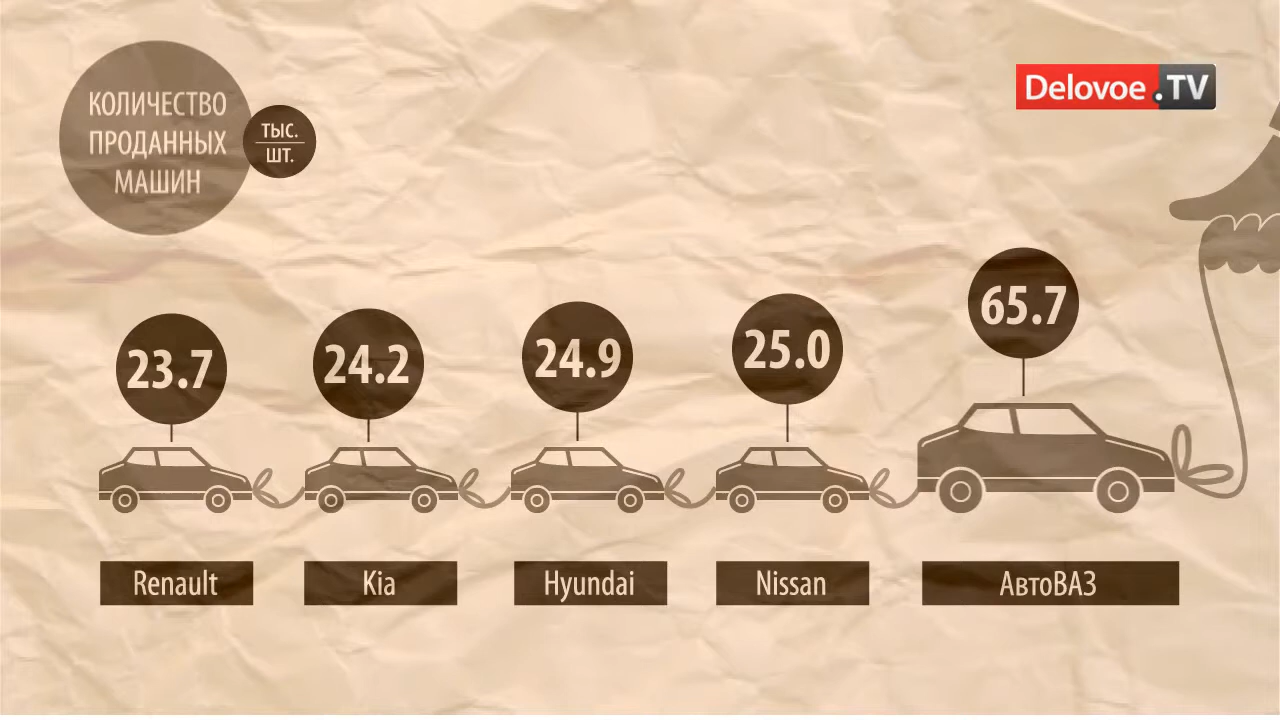 КОЛИЧЕСТВО
ПРОДАННЫХ
МАШИН
ТЫС.
ШТ.
Delovoe.TV
23.7
24.2
24.9
25.0
65.7
Renault
Kia
Hyundai
Nissan
АвтоВАЗ